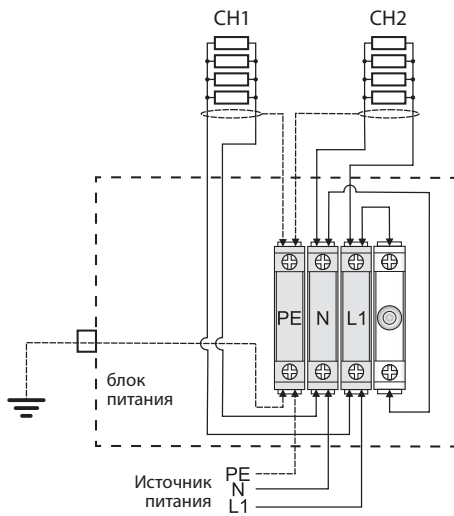 CH1
CH2
PE
N
L1
блок
питания
Источник
питания
PE
N
L1